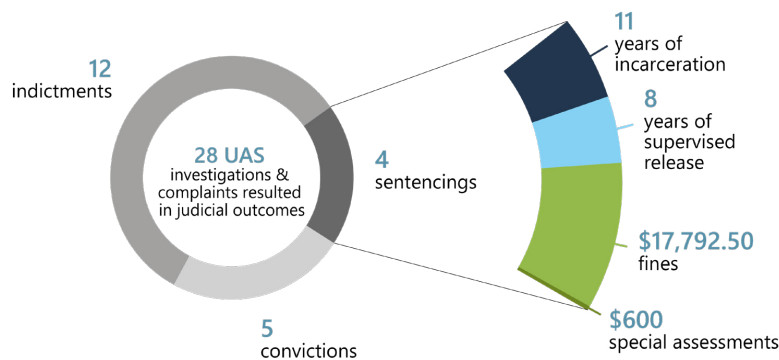 12
indictments
28 UAS
investigations &
complaints resulted
in judicial outcomes
4
sentencings
5
convictions
11
years of
incarceration
8
years of
supervised
release
$17,792.50
fines
$600
special assessments